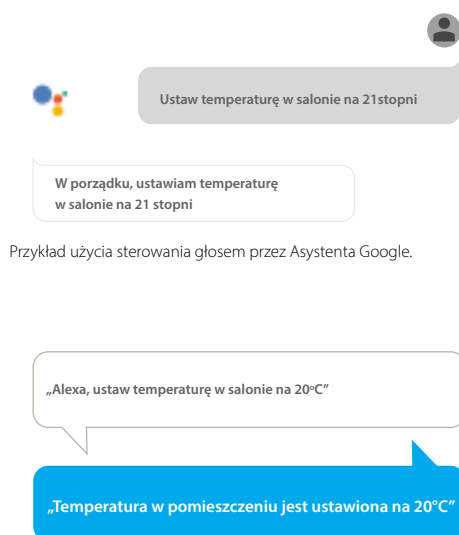 Ustaw temperaturę w salonie na 21stopni
W porządku, ustawiam temperaturę
w salonie na 21 stopni
Przykład użycia sterowania głosem przez Asystenta Google.
„Alexa, ustaw temperaturę w salonie na 20ºC”
„Temperatura w pomieszczeniu jest ustawiona na 20°C”